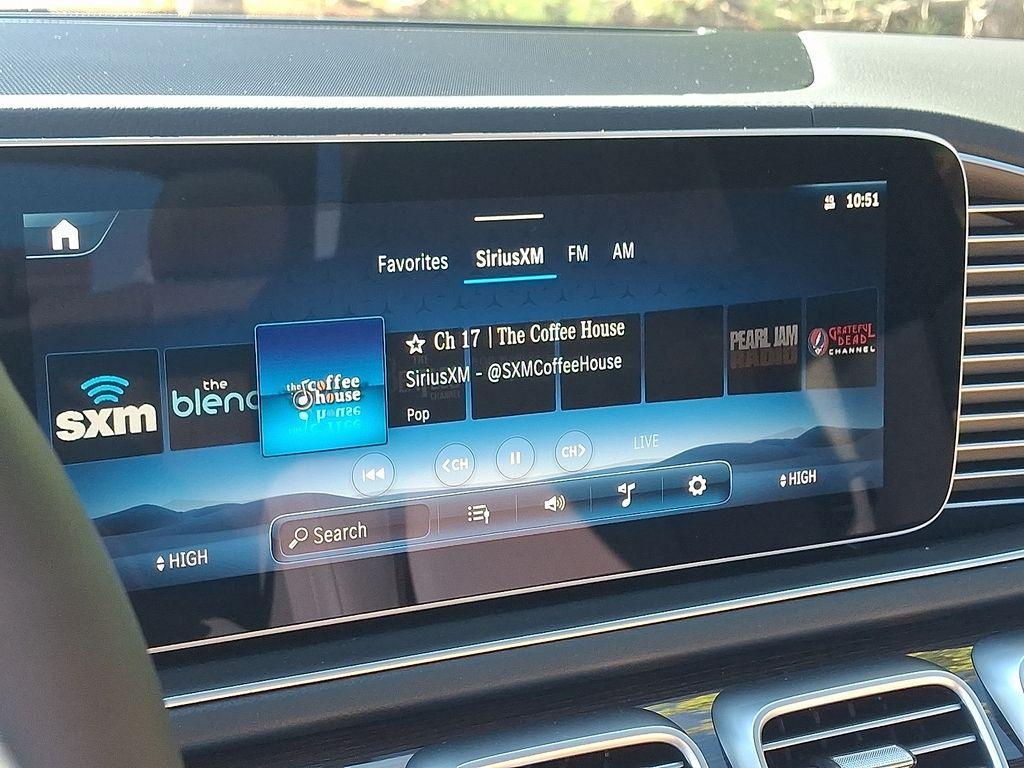 4G 10:51
Favorites SiriusXM FM AM
sxm
the
blend
the coffee
house
Ch 17 | The Coffee House
SiriusXM - @SXMCoffeeHouse
Pop
PEARL JAM
RADIO
GRATEFUL
DEAD
CHANNEL
<CH CH> LIVE
HIGH
Search
HIGH